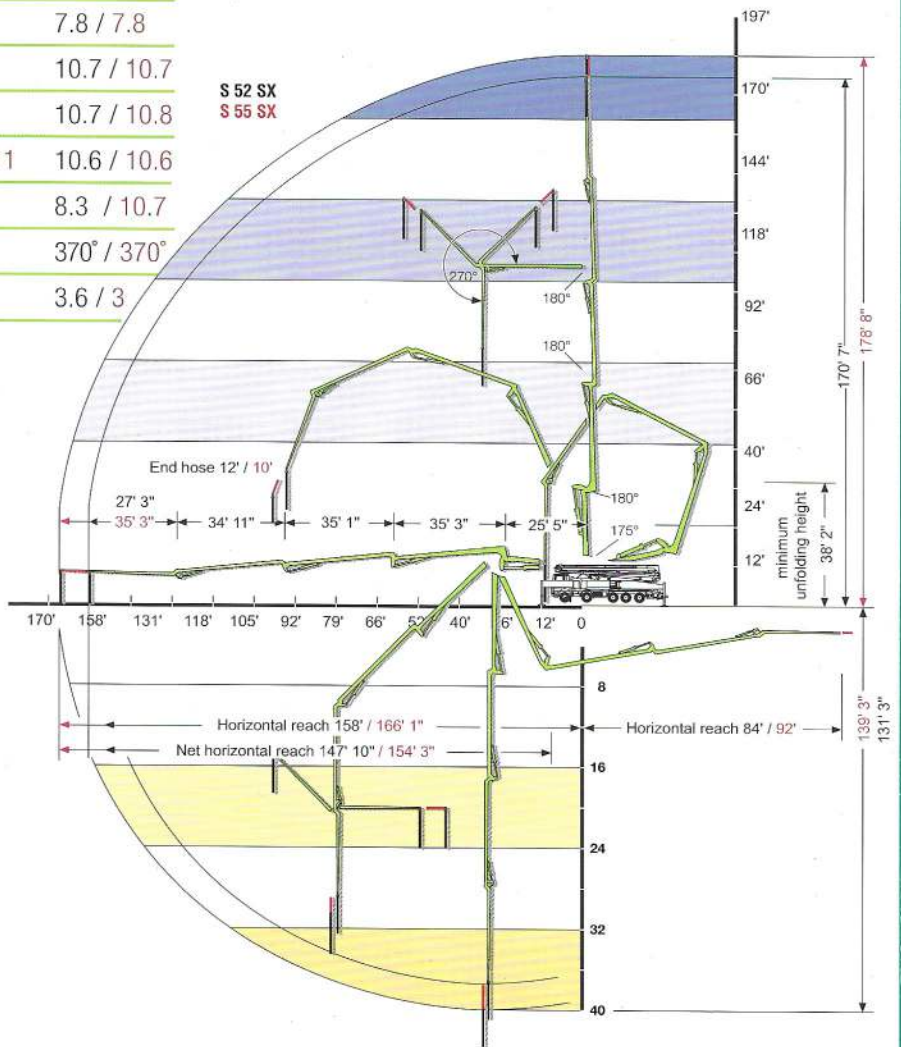 7.8 / 7.8
10.7 / 10.7
10.7 / 10.8
1 10.6 / 10.6
8.3 / 10.7
370° / 370°
3.6 / 3
S 52 SX
S 55 SX
197'
170'
144'
118'
92'
66'
40'
24'
12'
178' 8"
170' 7"
270°
180°
180°
180°
175°
minimum
unfolding height
38' 2"
End hose 12' / 10'
27' 3"
35' 3" 34' 11" 35' 1" 35' 3" 25' 5"
170' 158' 131' 118' 105' 92' 79' 66' 52' 40' 6' 12' 0
8
16
24
32
40
Horizontal reach 158' / 166' 1"
Net horizontal reach 147' 10" / 154' 3"
Horizontal reach 84' / 92'
139' 3"
131' 3"